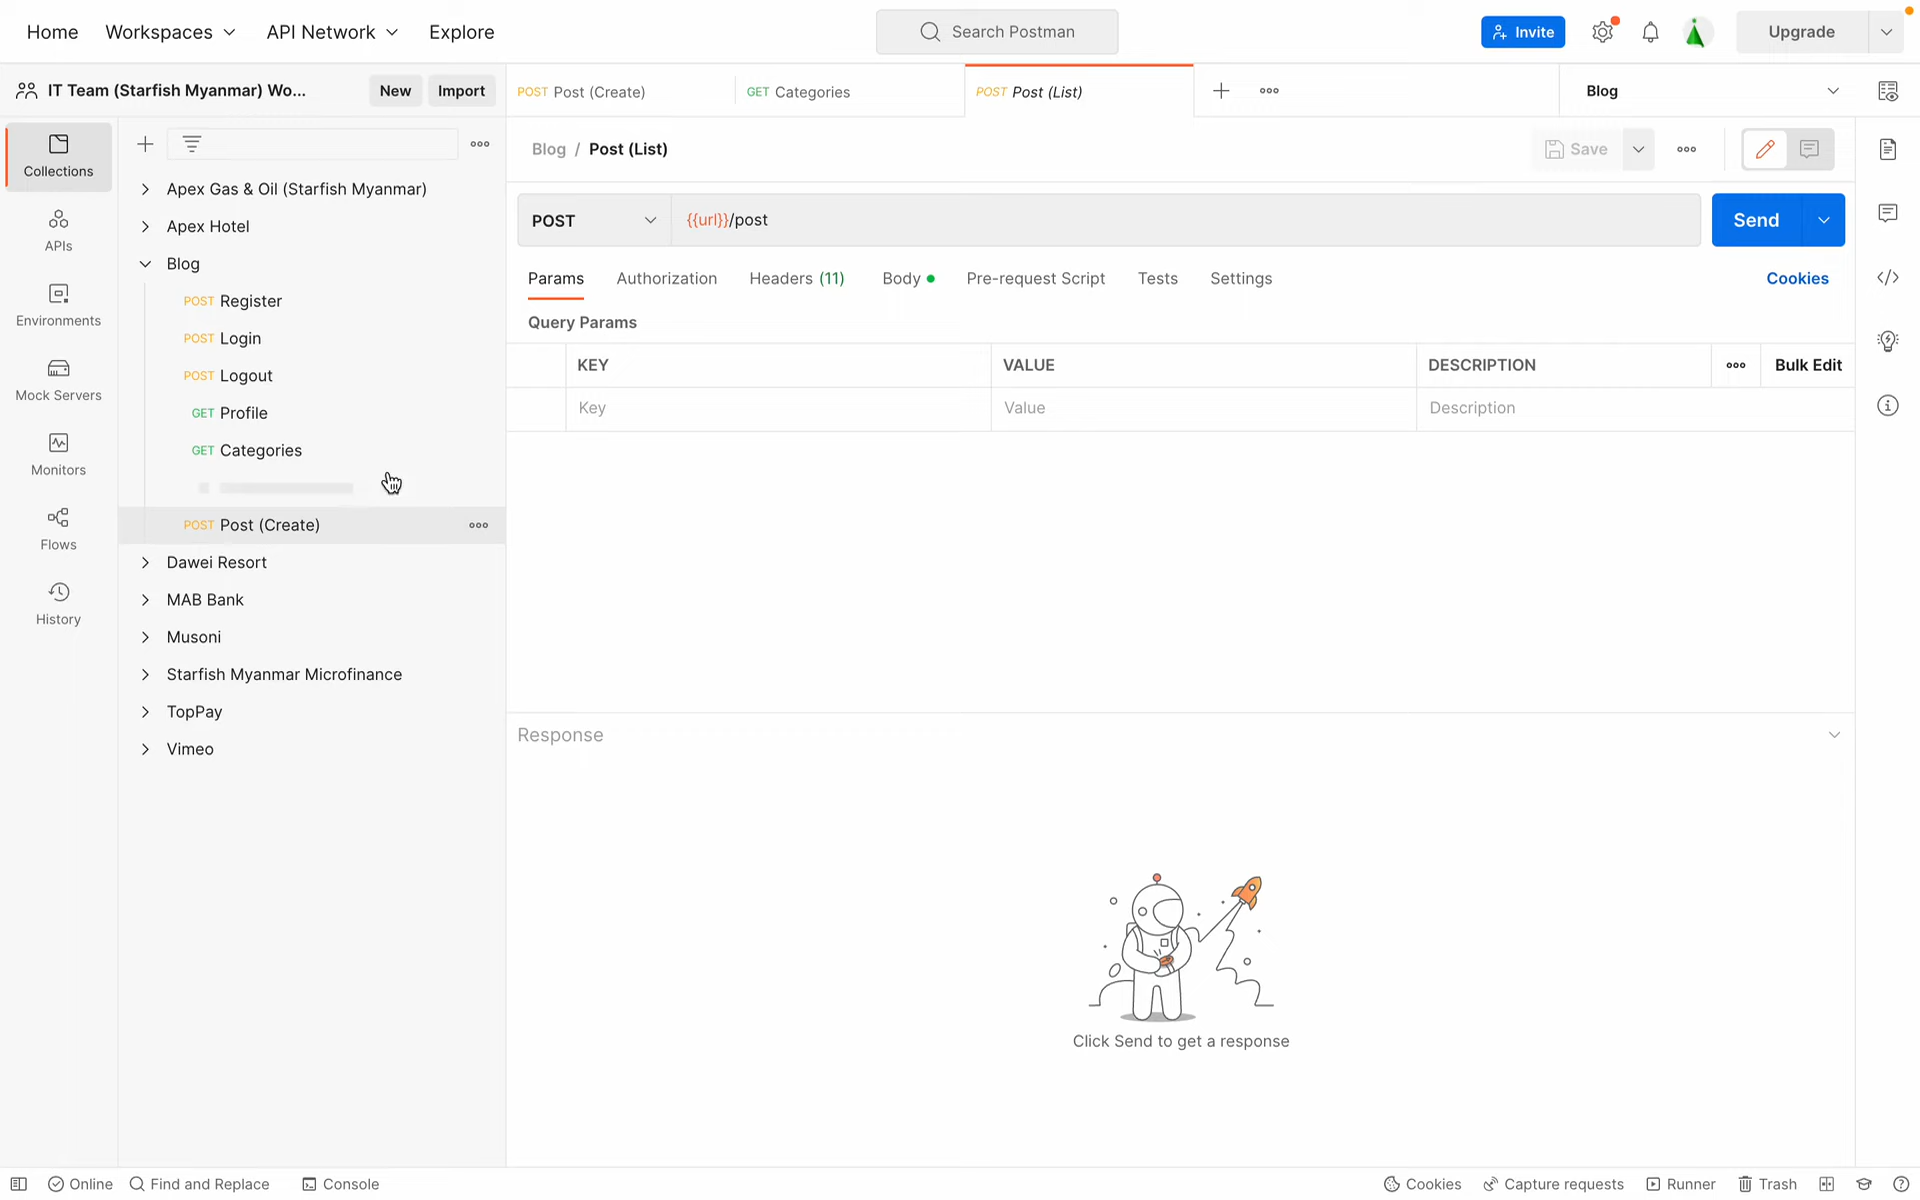 Home
Workspaces
API Network
Explore
Search Postman
Invite
Upgrade
IT Team (Starfish Myanmar) Wo...
New
Import
POST Post (Create)
GET Categories
POST Post (List)
Blog
Collections
APIs
Environments
Mock Servers
Monitors
Flows
History
Apex Gas & Oil (Starfish Myanmar)
Apex Hotel
Blog
POST Register
POST Login
POST Logout
GET Profile
GET Categories
POST Post (Create)
Dawei Resort
MAB Bank
Musoni
Starfish Myanmar Microfinance
TopPay
Vimeo
Blog / Post (List)
Save
POST
{{url}}/post
Send
Params
Authorization
Headers (11)
Body
Pre-request Script
Tests
Settings
Cookies
Query Params
KEY
VALUE
DESCRIPTION
Bulk Edit
Key
Value
Description
Response
Click Send to get a response
Online
Find and Replace
Console
Cookies
Capture requests
Runner
Trash